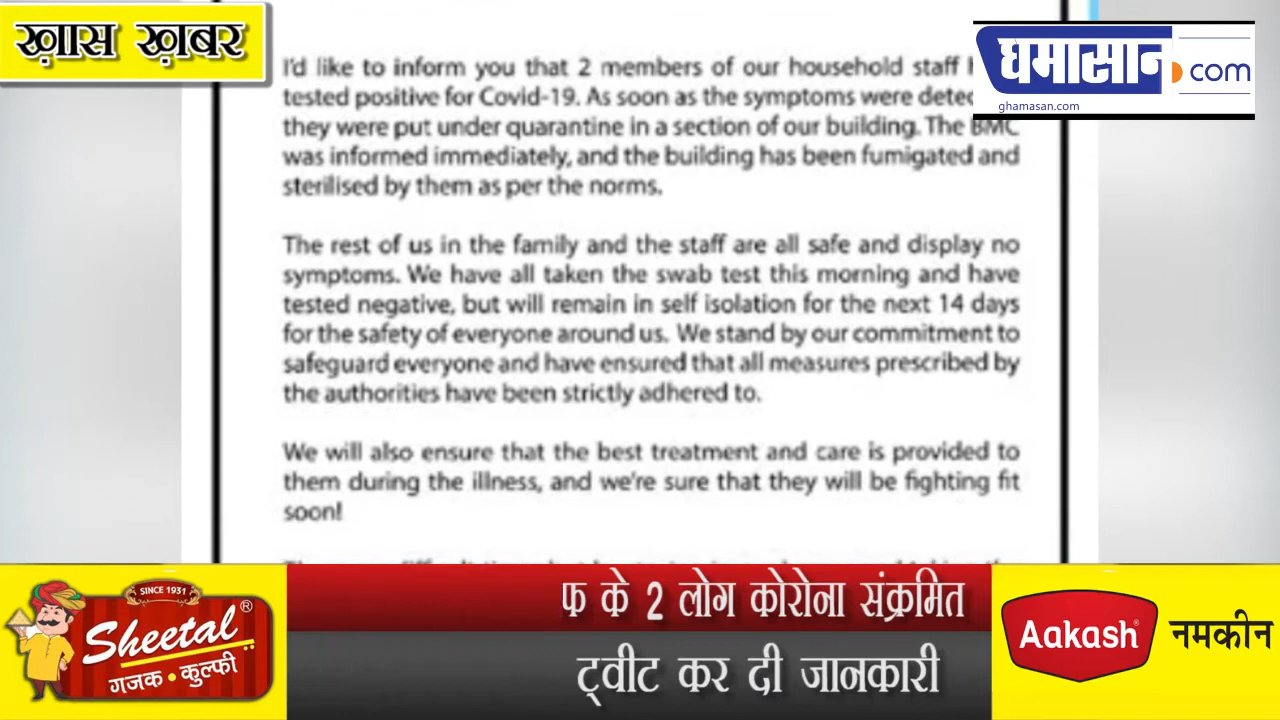 ख़ास ख़बर
घमासान.com
ghamasan.com
I'd like to inform you that 2 members of our household staff
tested positive for Covid-19. As soon as the symptoms were
they were put under quarantine in a section of our building. The BMC
was informed immediately, and the building has been fumigated and
sterilised by them as per the norms.
The rest of us in the family and the staff are all safe and display no
symptoms. We have all taken the swab test this morning and have
tested negative, but will remain in self isolation for the next 14 days
for the safety of everyone around us. We stand by our commitment to
safeguard everyone and have ensured that all measures prescribed by
the authorities have been strictly adhered to.
We will also ensure that the best treatment and care is provided to
them during the illness, and we're sure that they will be fighting fit
soon!
SINCE 1931
Sheetal®
गजक • कुल्फी
फ के 2 लोग कोरोना संक्रमित
ट्वीट कर दी जानकारी
Aakash® नमकीन